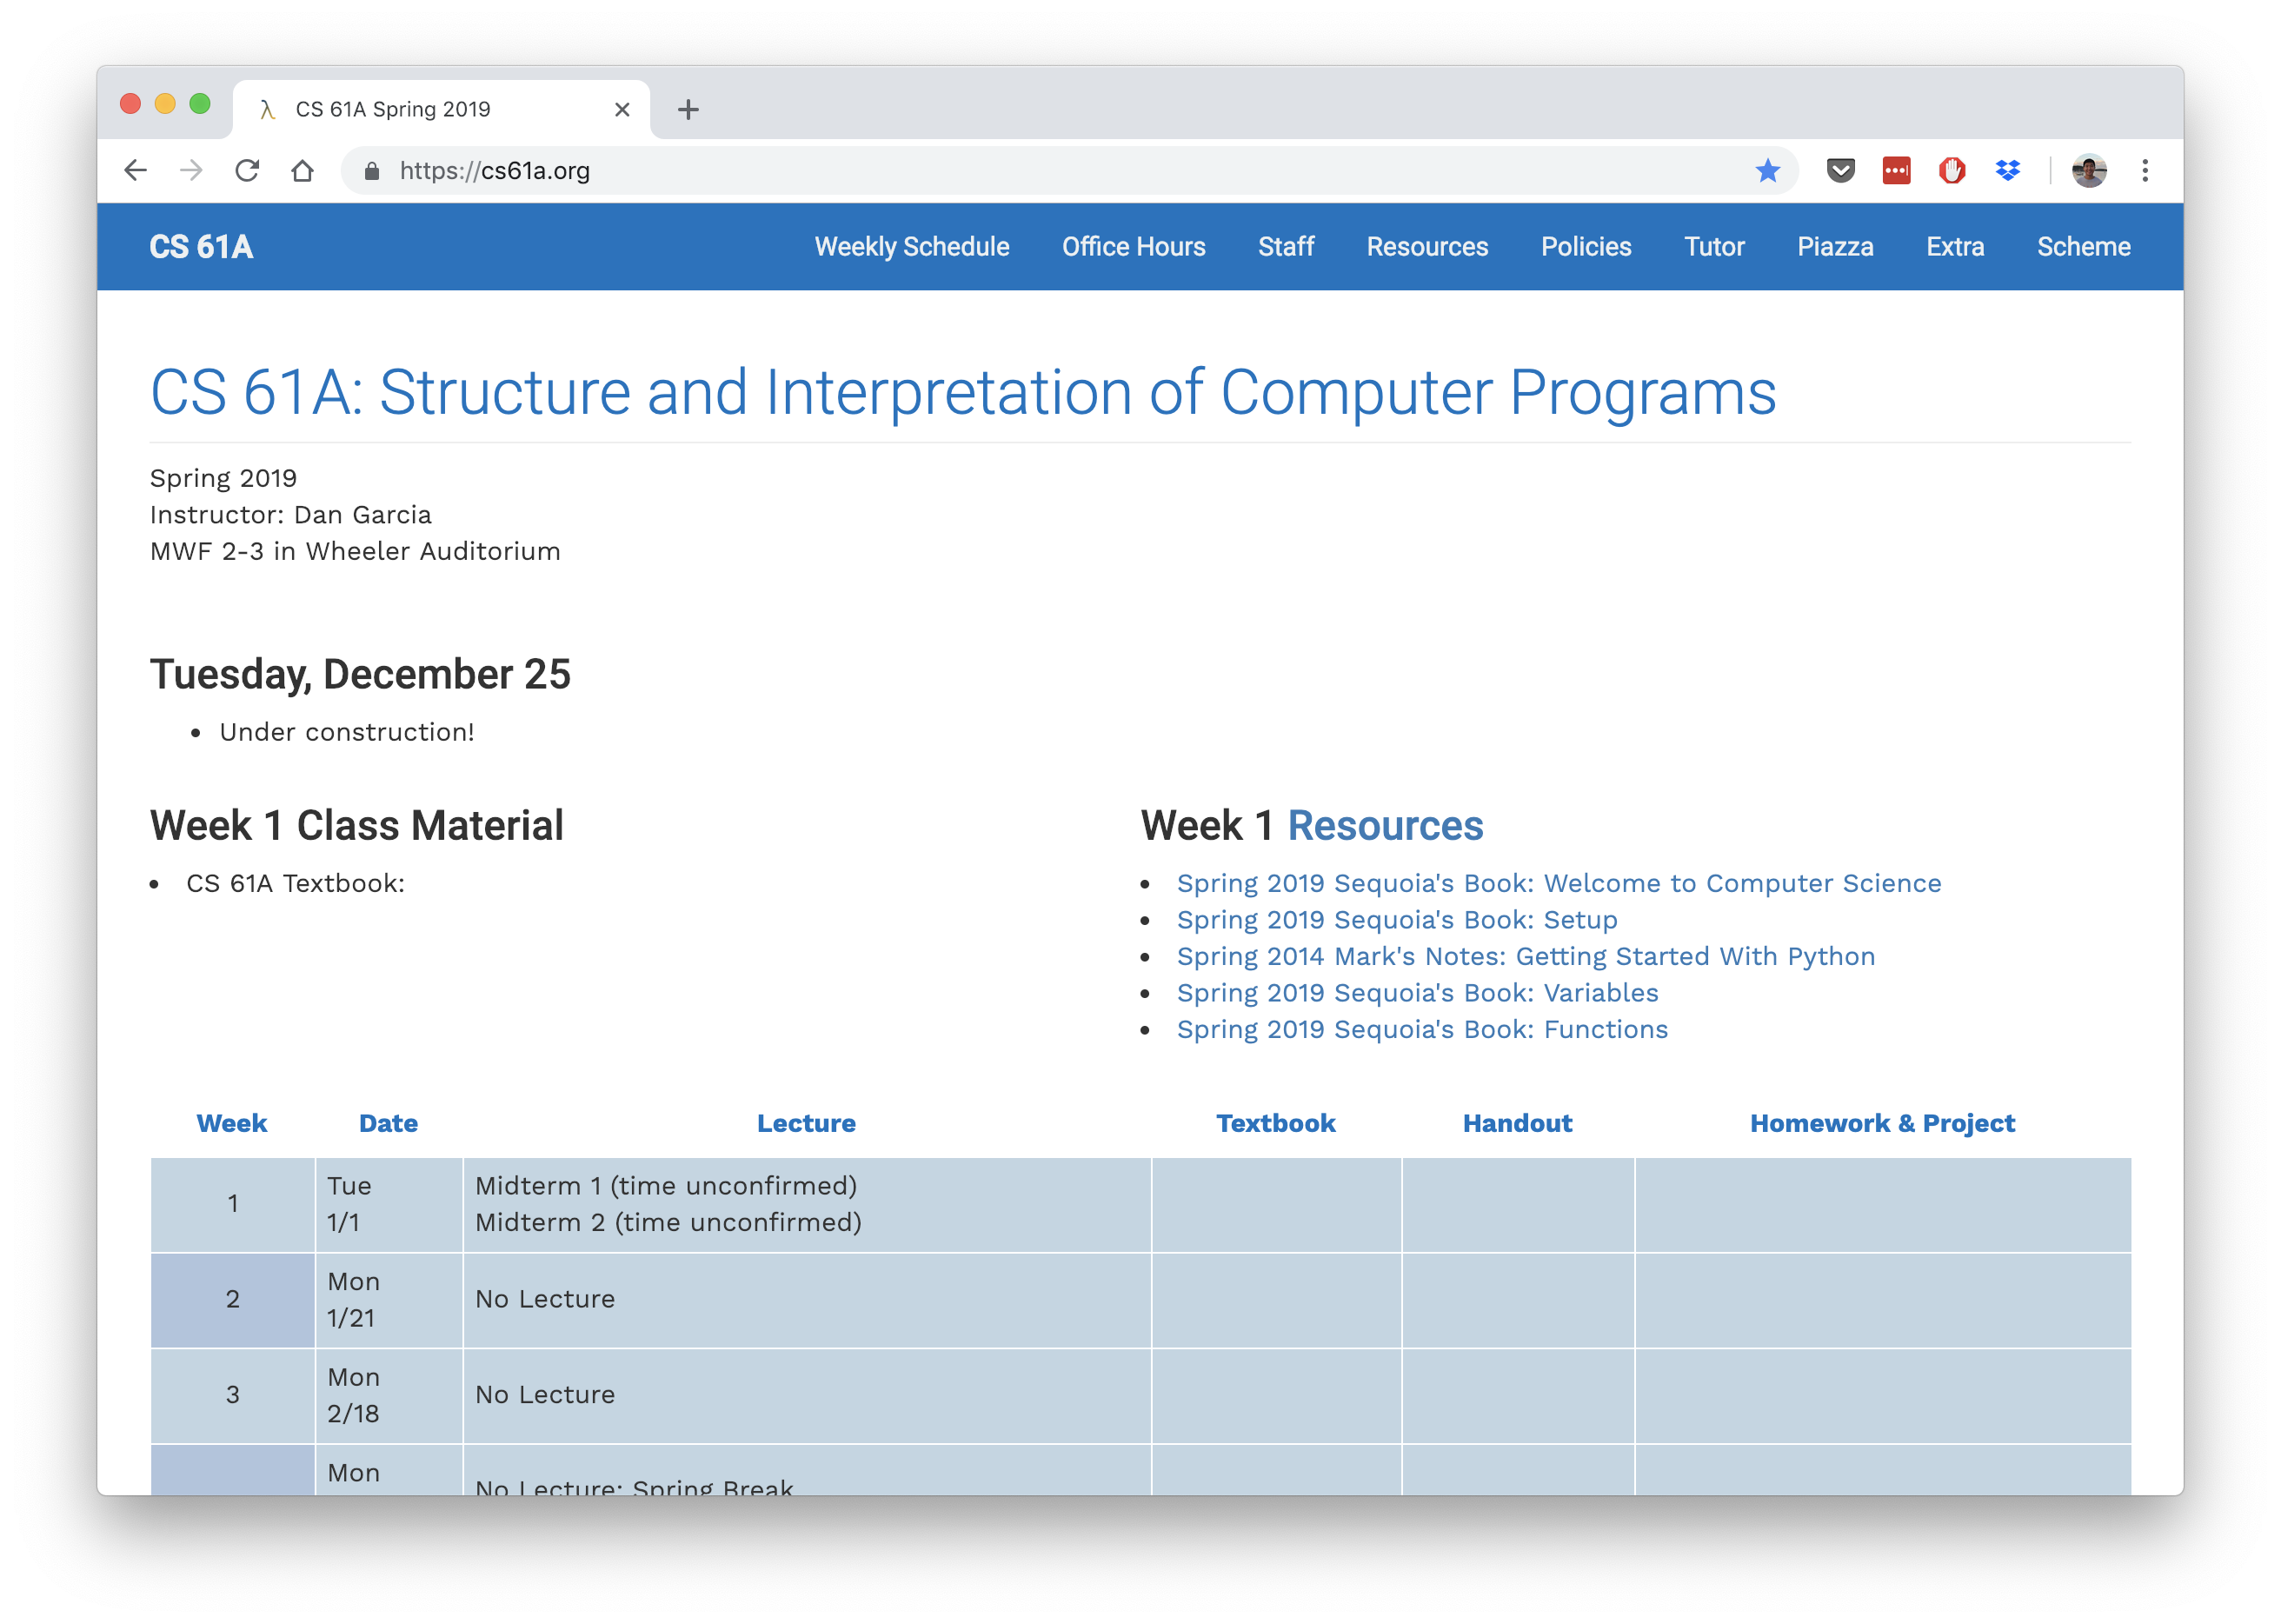 CS 61A Spring 2019
https://cs61a.org
CS 61A
Weekly Schedule
Office Hours
Staff
Resources
Policies
Tutor
Piazza
Extra
Scheme
CS 61A: Structure and Interpretation of Computer Programs
Spring 2019
Instructor: Dan Garcia
MWF 2-3 in Wheeler Auditorium
Tuesday, December 25
Under construction!
Week 1 Class Material
CS 61A Textbook:
Week 1 Resources
Spring 2019 Sequoia's Book: Welcome to Computer Science
Spring 2019 Sequoia's Book: Setup
Spring 2014 Mark's Notes: Getting Started With Python
Spring 2019 Sequoia's Book: Variables
Spring 2019 Sequoia's Book: Functions
Week
Date
Lecture
Textbook
Handout
Homework & Project
1
Tue
1/1
Midterm 1 (time unconfirmed)
Midterm 2 (time unconfirmed)
2
Mon
1/21
No Lecture
3
Mon
2/18
No Lecture
Mon
No Lecture: Spring Break